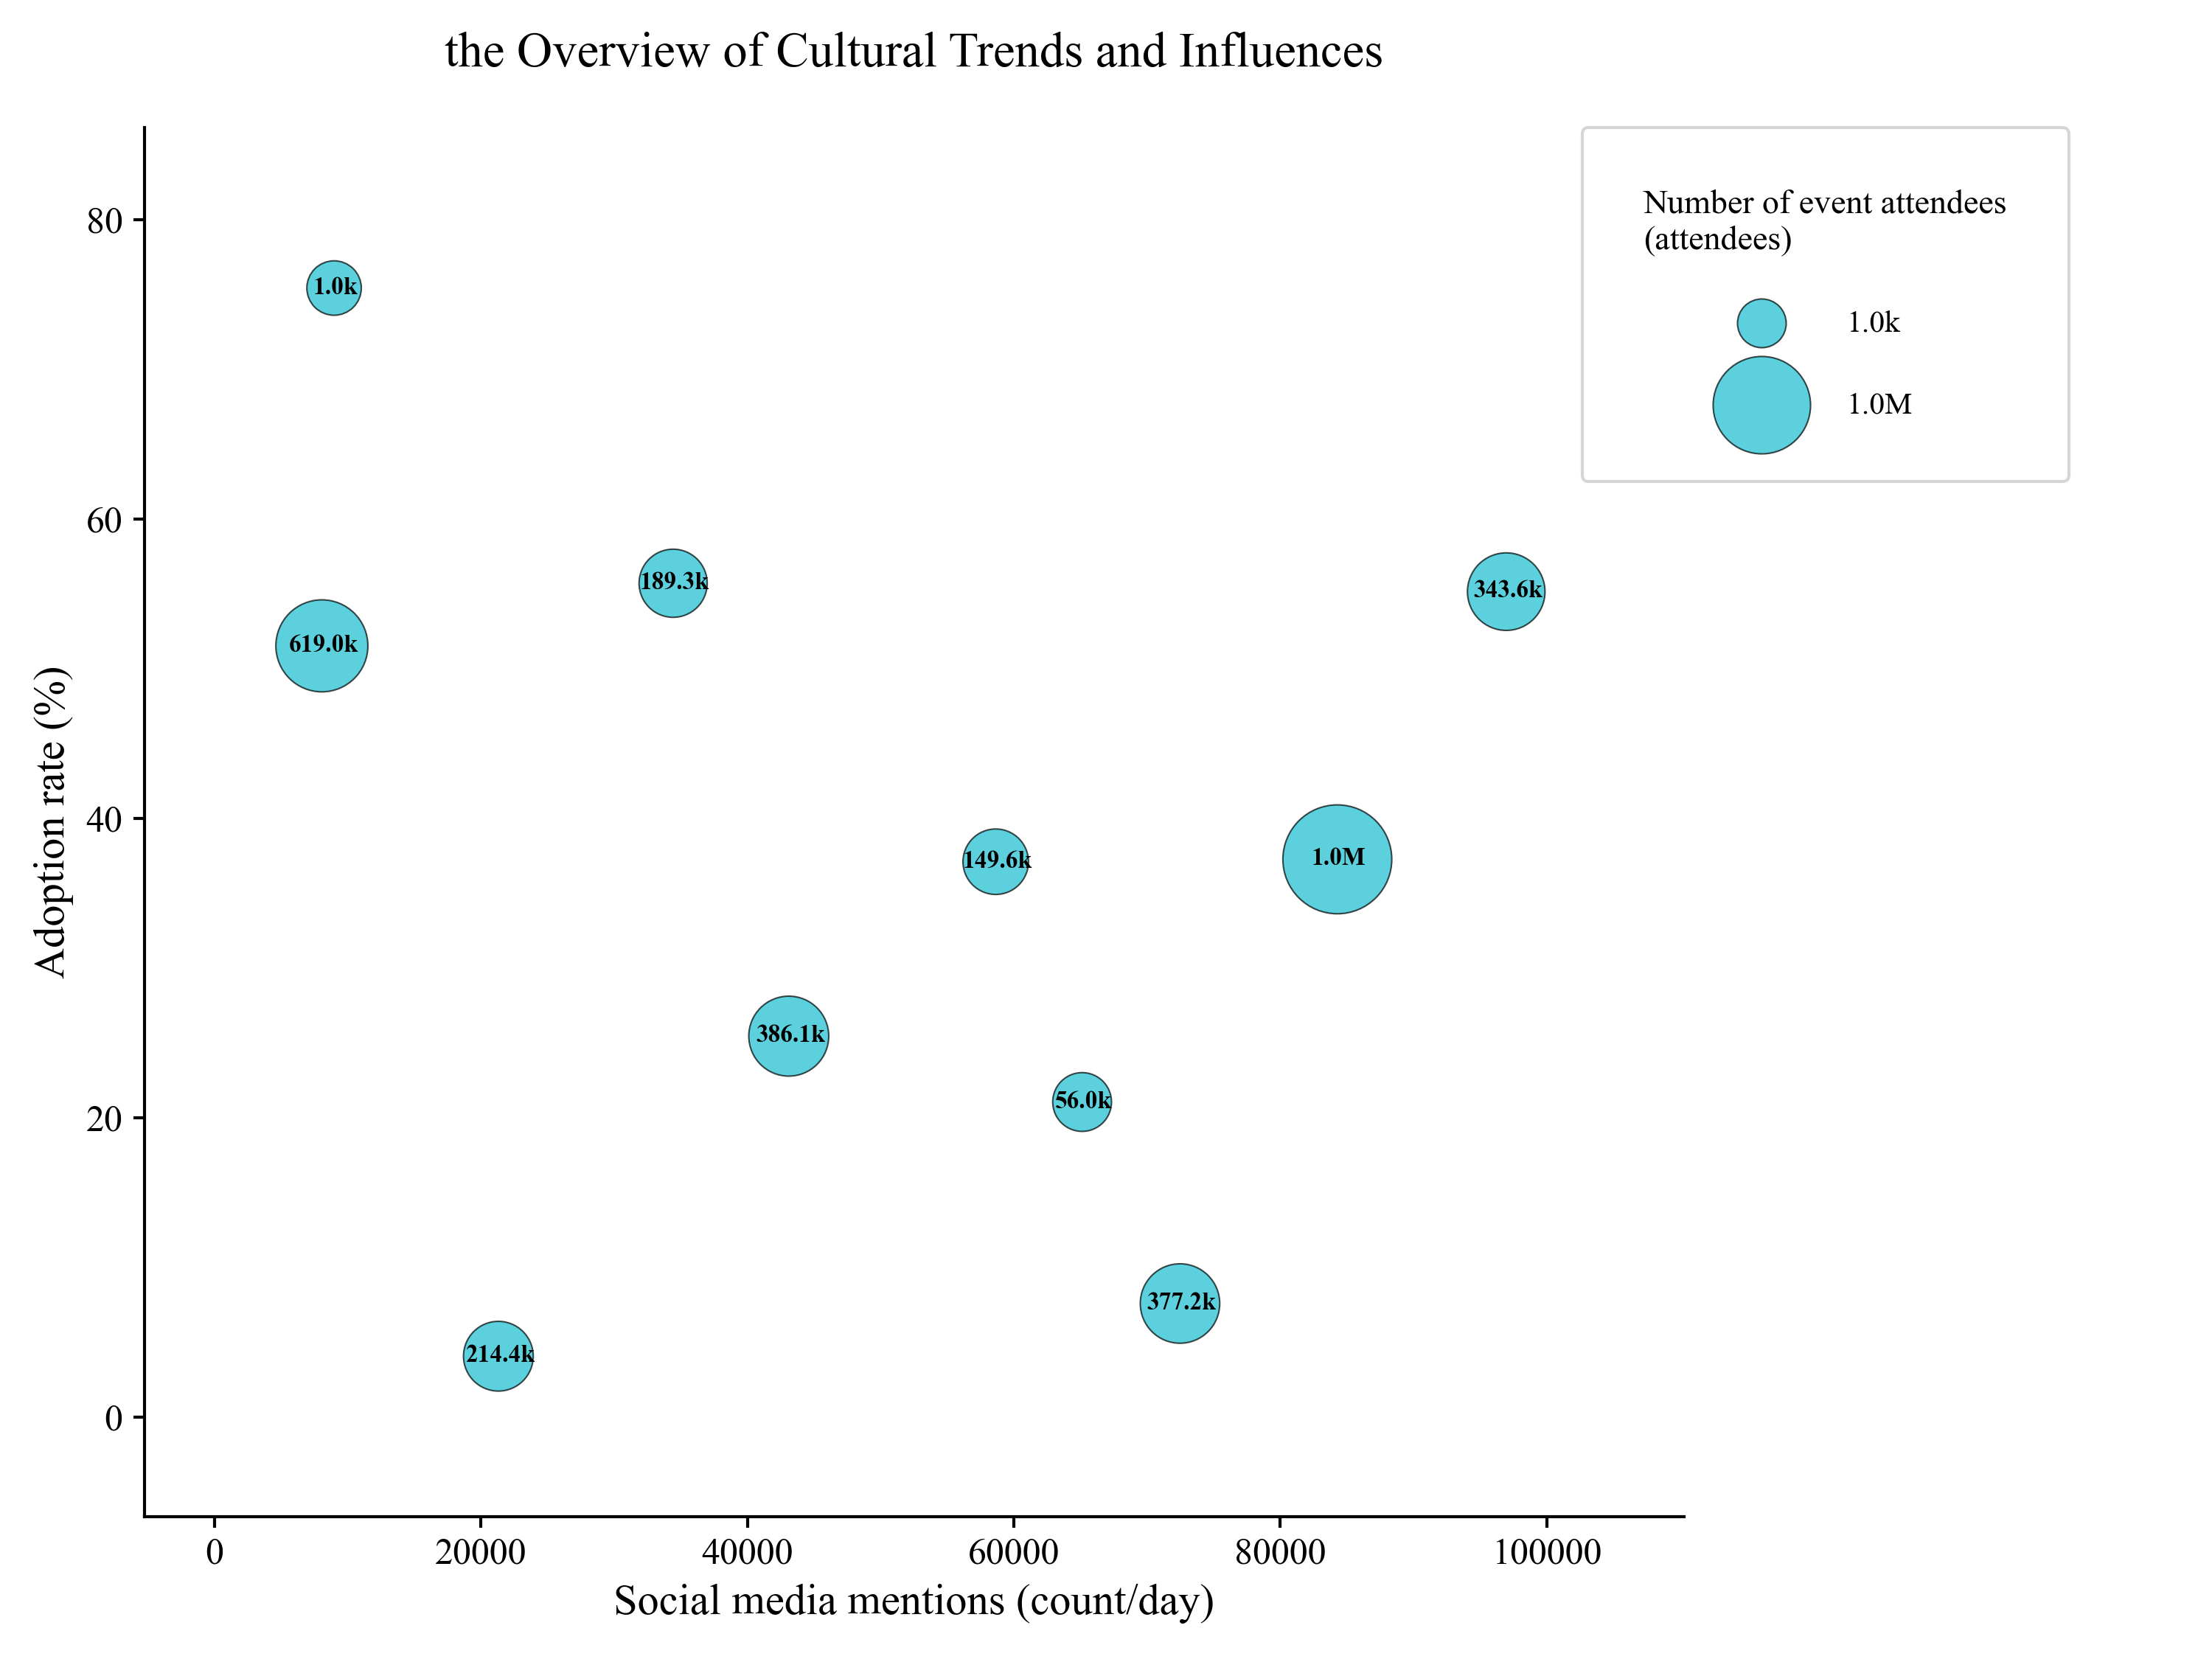 the Overview of Cultural Trends and Influences
Number of event attendees
(attendees)
1.0k
1.0M
Adoption rate (%)
80
60
40
20
0
1.0k
189.3k
343.6k
619.0k
149.6k
1.0M
386.1k
56.0k
377.2k
214.4k
0
20000
40000
60000
80000
100000
Social media mentions (count/day)